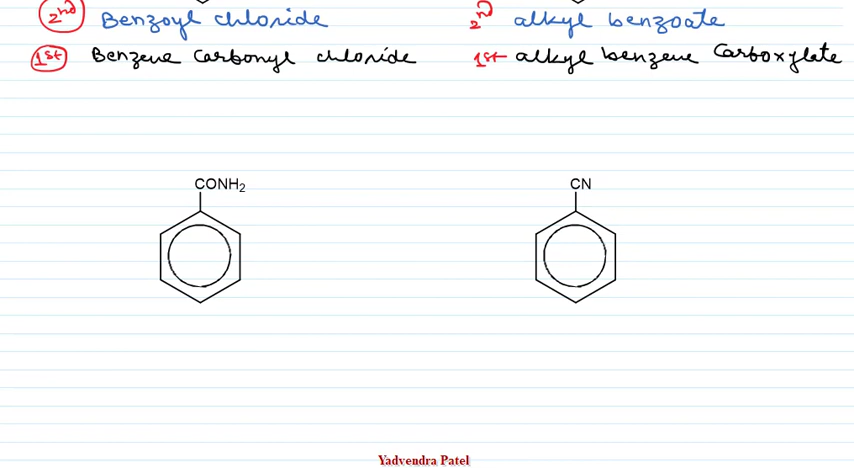 2nd Benzoyl chloride 2nd alkyl benzoate
1st Benzene Carbonyl chloride 1st alkyl benzene Carboxylate
CONH2 CN
Yadvendra Patel